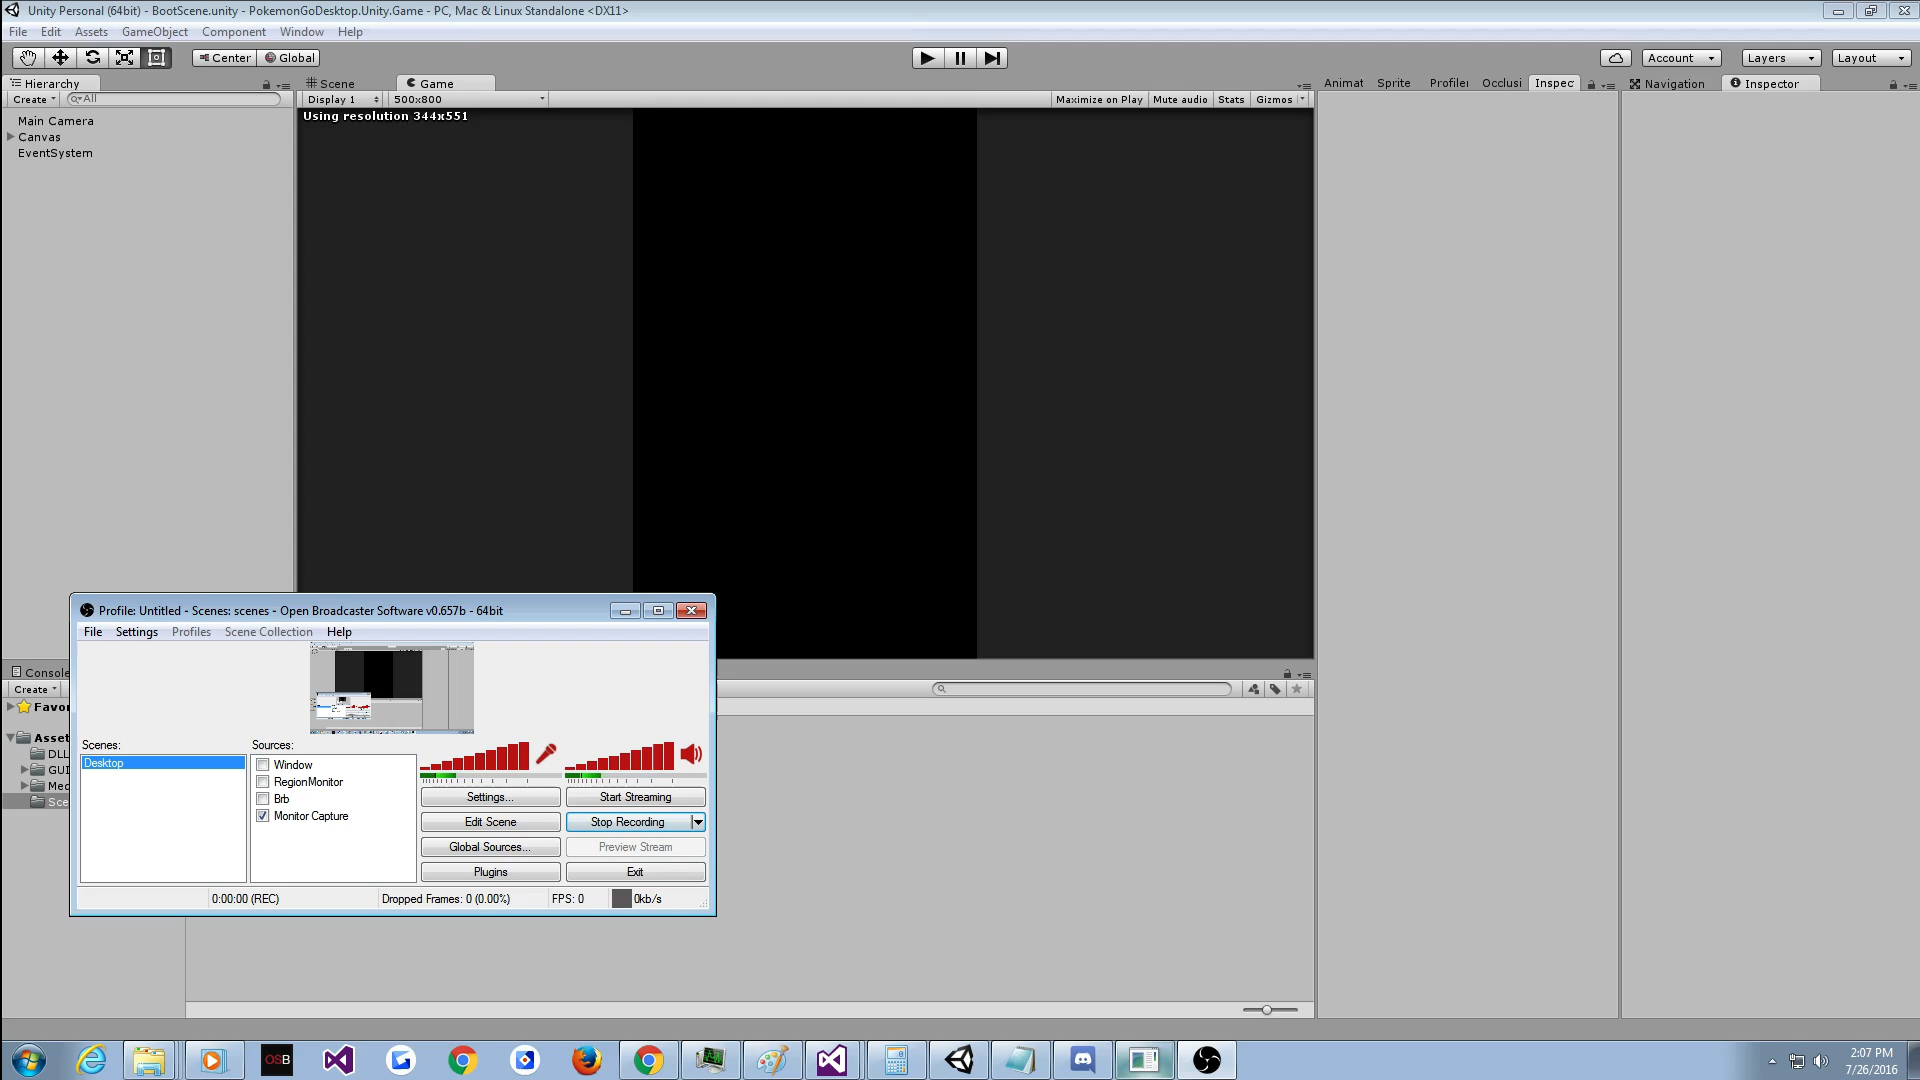 Unity Personal (64bit) - BootScene.unity - PokemonGoDesktop.Unity.Game - PC, Mac & Linux Standalone <DX11>
File Edit Assets GameObject Component Window Help
Center Global Account Layers Layout
Hierarchy Scene Game Animat Sprite Profiler Occlusi Inspec Navigation Inspector
Create All Display 1 500x800 Maximize on Play Mute audio Stats Gizmos
Using resolution 344x551
Main Camera
Canvas
EventSystem
Profile: Untitled - Scenes: scenes - Open Broadcaster Software v0.657b - 64bit
File Settings Profiles Scene Collection Help
Console
Create
Favor
Asset
DLL
GUI
Med
Sce
Scenes: Sources:
Desktop
Window
RegionMonitor
Brb
Monitor Capture
Settings... Start Streaming
Edit Scene Stop Recording
Global Sources... Preview Stream
Plugins Exit
0:00:00 (REC) Dropped Frames: 0 (0.00%) FPS: 0 0kb/s
OSB
2:07 PM
7/26/2016